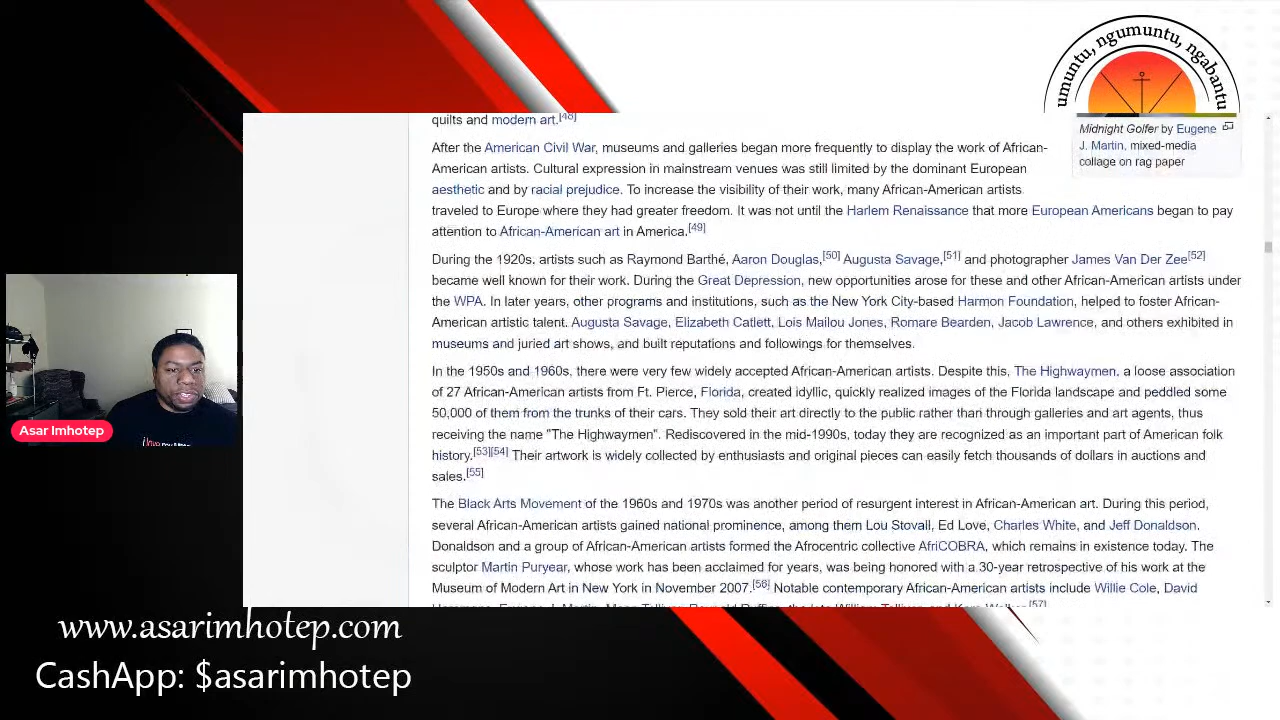 umuntu, ngumuntu, ngabantu
quilts and modern art.[48]
Midnight Golfer by Eugene
J. Martin, mixed-media
collage on rag paper
After the American Civil War, museums and galleries began more frequently to display the work of African-
American artists. Cultural expression in mainstream venues was still limited by the dominant European
aesthetic and by racial prejudice. To increase the visibility of their work, many African-American artists
traveled to Europe where they had greater freedom. It was not until the Harlem Renaissance that more European Americans began to pay
attention to African-American art in America.[49]
During the 1920s, artists such as Raymond Barthé, Aaron Douglas,[50] Augusta Savage,[51] and photographer James Van Der Zee[52]
became well known for their work. During the Great Depression, new opportunities arose for these and other African-American artists under
the WPA. In later years, other programs and institutions, such as the New York City-based Harmon Foundation, helped to foster African-
American artistic talent. Augusta Savage, Elizabeth Catlett, Lois Mailou Jones, Romare Bearden, Jacob Lawrence, and others exhibited in
museums and juried art shows, and built reputations and followings for themselves.
In the 1950s and 1960s, there were very few widely accepted African-American artists. Despite this, The Highwaymen, a loose association
of 27 African-American artists from Ft. Pierce, Florida, created idyllic, quickly realized images of the Florida landscape and peddled some
50,000 of them from the trunks of their cars. They sold their art directly to the public rather than through galleries and art agents, thus
receiving the name "The Highwaymen". Rediscovered in the mid-1990s, today they are recognized as an important part of American folk
history.[53][54] Their artwork is widely collected by enthusiasts and original pieces can easily fetch thousands of dollars in auctions and
sales.[55]
The Black Arts Movement of the 1960s and 1970s was another period of resurgent interest in African-American art. During this period,
several African-American artists gained national prominence, among them Lou Stovall, Ed Love, Charles White, and Jeff Donaldson.
Donaldson and a group of African-American artists formed the Afrocentric collective AfriCOBRA, which remains in existence today. The
sculptor Martin Puryear, whose work has been acclaimed for years, was being honored with a 30-year retrospective of his work at the
Museum of Modern Art in New York in November 2007.[56] Notable contemporary African-American artists include Willie Cole, David
Asar Imhotep
www.asarimhotep.com
CashApp: $asarimhotep